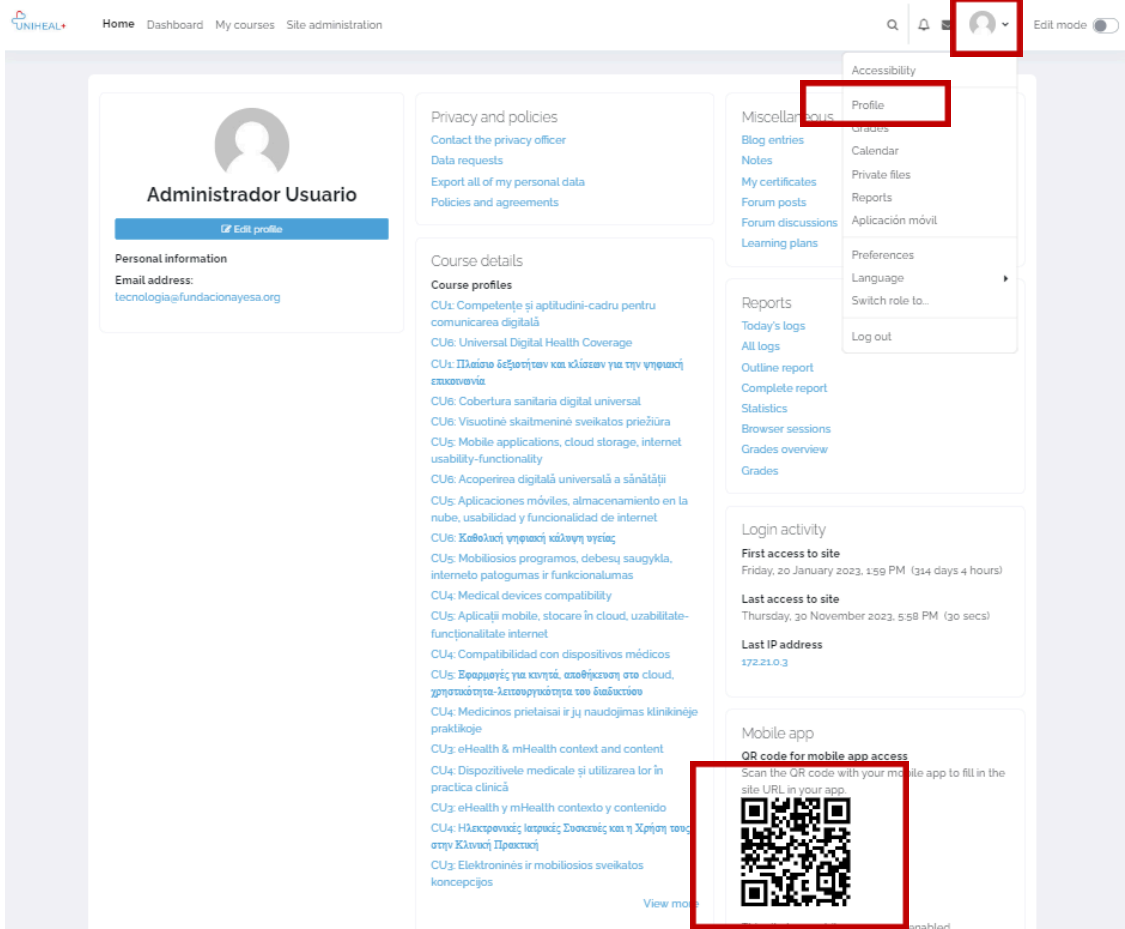 UNIHEAL+
Home Dashboard My courses Site administration
Edit mode
Accessibility
Profile
Grades
Calendar
Private files
Reports
Aplicación móvil
Preferences
Language
Switch role to...
Log out
Administrador Usuario
Edit profile
Personal information
Email address:
tecnologia@fundacionayesa.org
Privacy and policies
Contact the privacy officer
Data requests
Export all of my personal data
Policies and agreements
Course details
Course profiles
CU1: Competențe și aptitudini-cadru pentru
comunicarea digitală
CU6: Universal Digital Health Coverage
CU1: Πλαίσιο δεξιοτήτων και κλίσεων για την ψηφιακή
επικοινωνία
CU6: Cobertura sanitaria digital universal
CU6: Visuotinė skaitmeninė sveikatos priežiūra
CU5: Mobile applications, cloud storage, internet
usability-functionality
CU6: Acoperirea digitală universală a sănătății
CU5: Aplicaciones móviles, almacenamiento en la
nube, usabilidad y funcionalidad de internet
CU6: Καθολική ψηφιακή κάλυψη υγείας
CU5: Mobiliosios programos, debesų saugykla,
interneto patogumas ir funkcionalumas
CU4: Medical devices compatibility
CU5: Aplicații mobile, stocare în cloud, uzabilitate-
funcționalitate internet
CU4: Compatibilidad con dispositivos médicos
CU5: Εφαρμογές για κινητά, αποθήκευση στο cloud,
χρηστικότητα-λειτουργικότητα του διαδικτύου
CU4: Medicinos prietaisai ir jų naudojimas klinikinėje
praktikoje
CU3: eHealth & mHealth context and content
CU4: Dispozitivele medicale și utilizarea lor în
practica clinică
CU3: eHealth y mHealth contexto y contenido
CU4: Ηλεκτρονικές Ιατρικές Συσκευές και η Χρήση τους
στην Κλινική Πρακτική
CU3: Elektroninės ir mobiliosios sveikatos
koncepcijos
View more
Miscellaneous
Blog entries
Notes
My certificates
Forum posts
Forum discussions
Learning plans
Reports
Today's logs
All logs
Outline report
Complete report
Statistics
Browser sessions
Grades overview
Grades
Login activity
First access to site
Friday, 20 January 2023, 1:59 PM (314 days 4 hours)
Last access to site
Thursday, 30 November 2023, 5:58 PM (30 secs)
Last IP address
172.21.0.3
Mobile app
QR code for mobile app access
Scan the QR code with your mobile app to fill in the
site URL in your app.
enabled